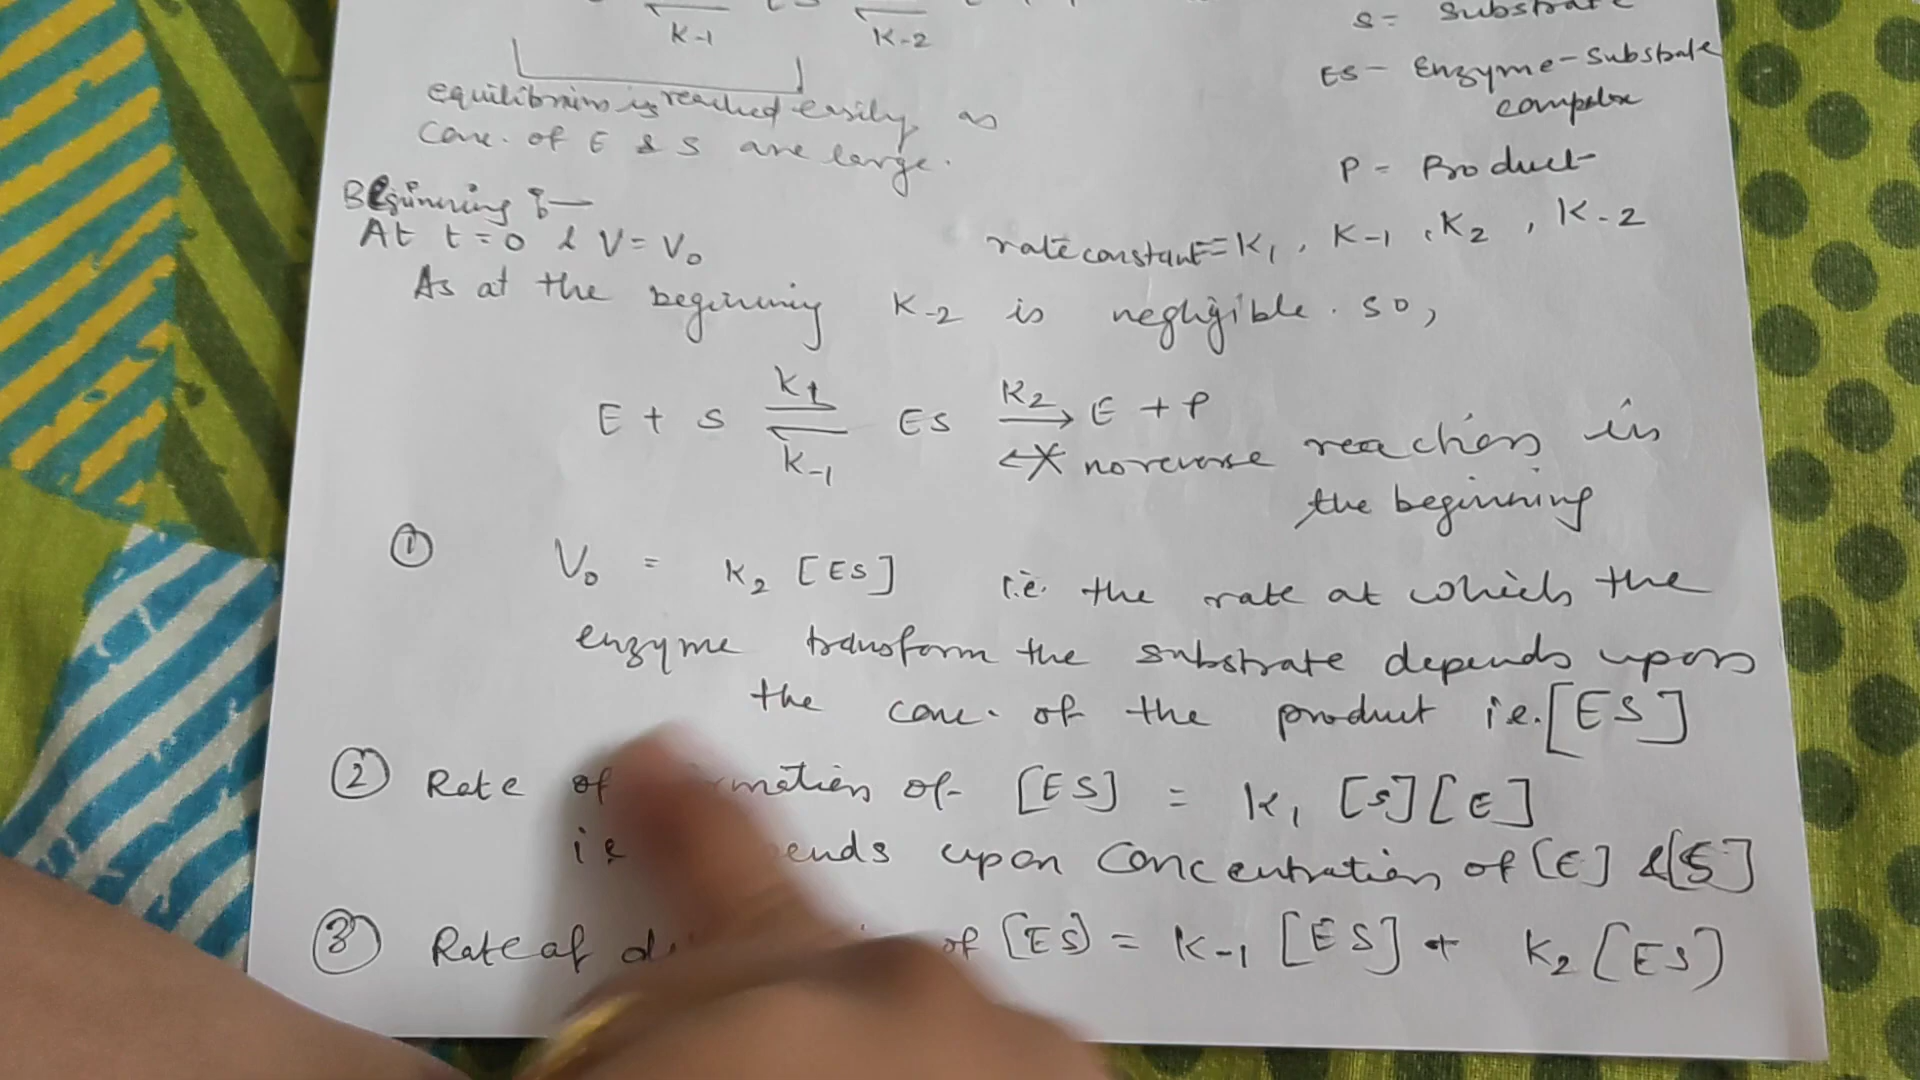 K-1 ES K-2
S= Substrate
ES- Enzyme-Substrate
complex
equilibrium is reached easily as
Conc. of E & S are large.
P = Product
Beginning :-
At t=0 & V=V0
rate constant=K1, K-1, K2, K-2
As at the beginning K-2 is negligible. so,
E + S K1 K-1 ES K2 E + P
no reverse reaction in
the beginning
① V0 = K2 [ES] i.e. the rate at which the
enzyme transform the substrate depends upon
the conc. of the product i.e. [ES]
② Rate of of [ES] = K1 [S][E]
i.e upon Concentration of [E] & [S]
③ Rate of of [ES] = K-1 [ES] + K2 [ES]